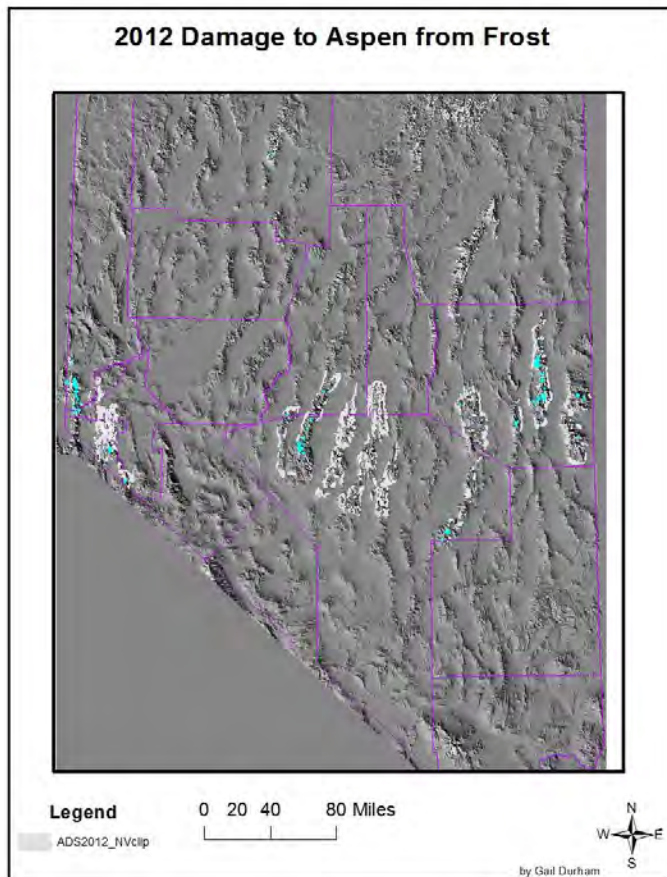 2012 Damage to Aspen from Frost
Legend
0 20 40 80 Miles
ADS2012_NVclip
N
W E
S
by Gail Durham